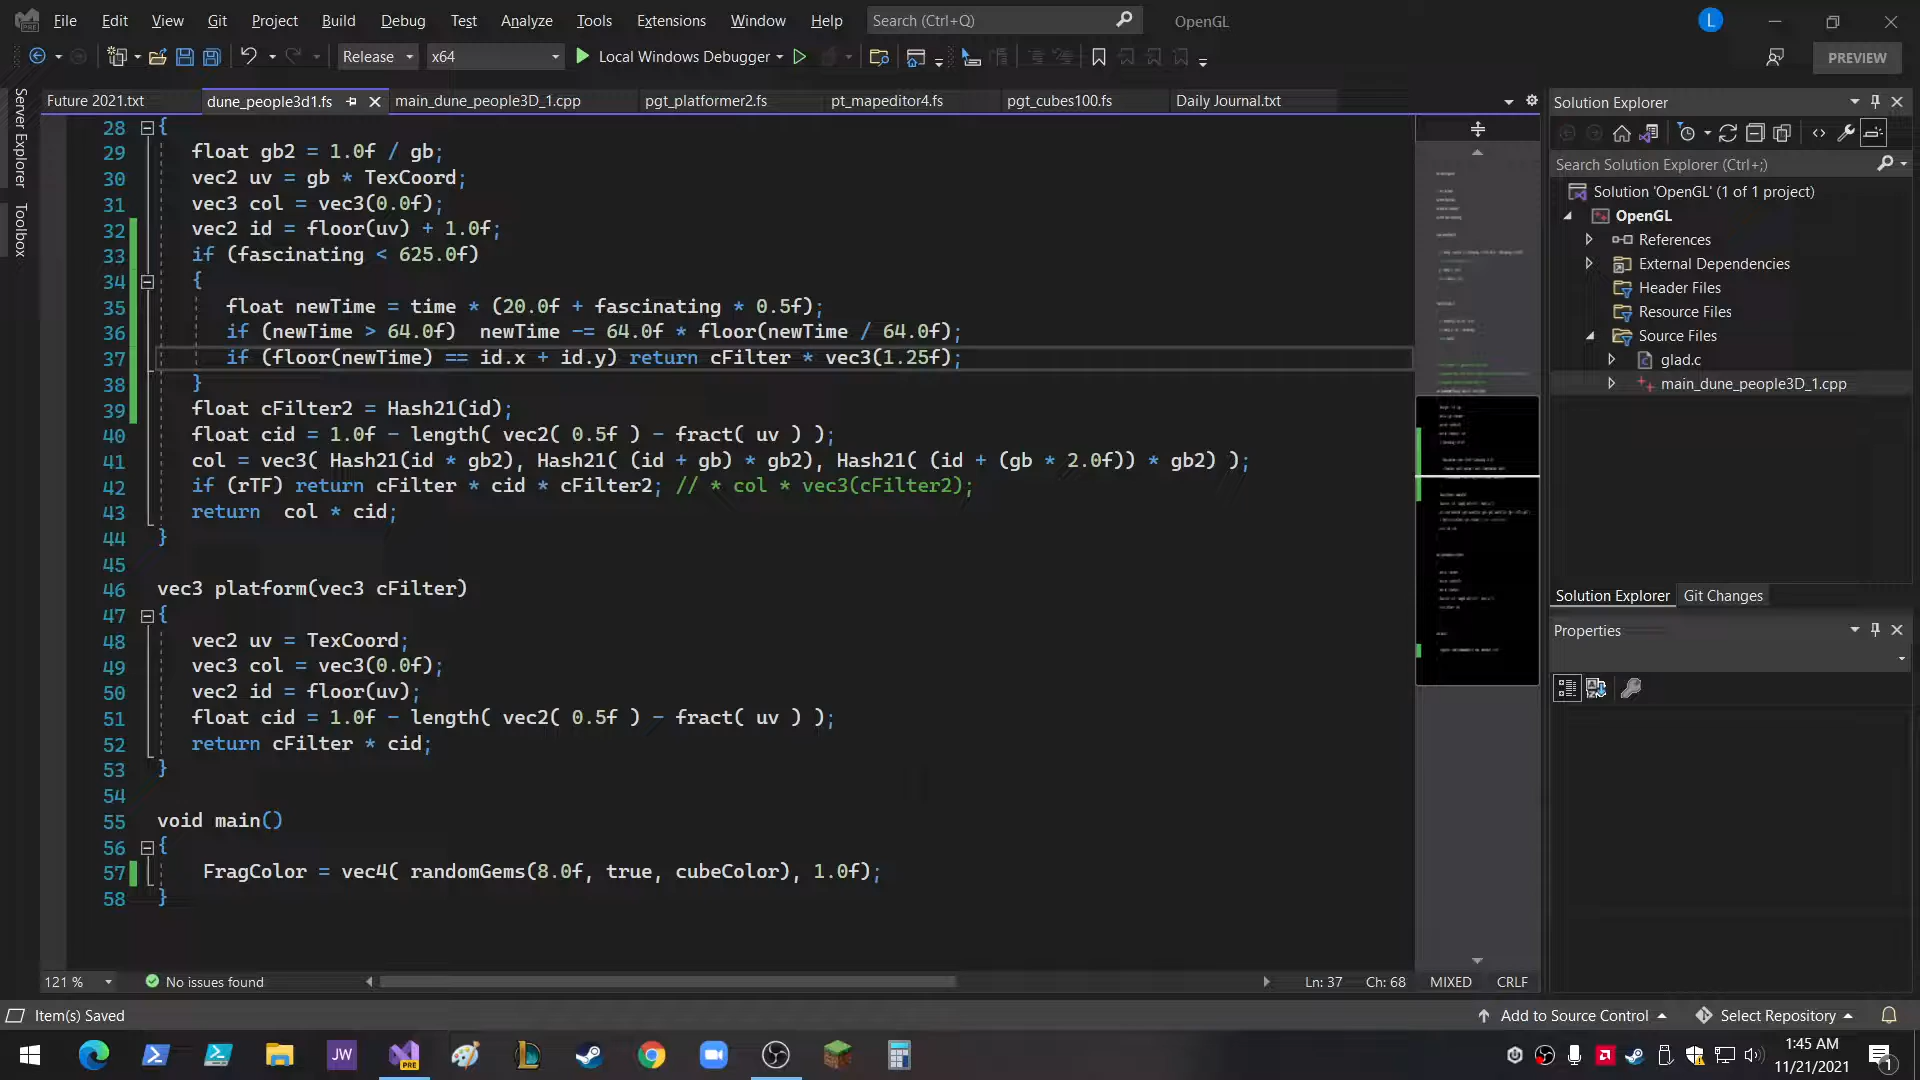 File Edit View Git Project Build Debug Test Analyze Tools Extensions Window Help Search (Ctrl+Q) OpenGL L
Release x64 Local Windows Debugger PREVIEW
Future 2021.txt dune_people3d1.fs main_dune_people3D_1.cpp pgt_platformer2.fs pt_mapeditor4.fs pgt_cubes100.fs Daily Journal.txt
Server Explorer
Toolbox
28 {
29 float gb2 = 1.0f / gb;
30 vec2 uv = gb * TexCoord;
31 vec3 col = vec3(0.0f);
32 vec2 id = floor(uv) + 1.0f;
33 if (fascinating < 625.0f)
34 {
35 float newTime = time * (20.0f + fascinating * 0.5f);
36 if (newTime > 64.0f)  newTime -= 64.0f * floor(newTime / 64.0f);
37 if (floor(newTime) == id.x + id.y) return cFilter * vec3(1.25f);
38 }
39 float cFilter2 = Hash21(id);
40 float cid = 1.0f - length( vec2( 0.5f ) - fract( uv ) );
41 col = vec3( Hash21(id * gb2), Hash21( (id + gb) * gb2), Hash21( (id + (gb * 2.0f)) * gb2) );
42 if (rTF) return cFilter * cid * cFilter2; // * col * vec3(cFilter2);
43 return  col * cid;
44 }
45
46 vec3 platform(vec3 cFilter)
47 {
48 vec2 uv = TexCoord;
49 vec3 col = vec3(0.0f);
50 vec2 id = floor(uv);
51 float cid = 1.0f - length( vec2( 0.5f ) - fract( uv ) );
52 return cFilter * cid;
53 }
54
55 void main()
56 {
57 FragColor = vec4( randomGems(8.0f, true, cubeColor), 1.0f);
58 }
121 % No issues found Ln: 37 Ch: 68 MIXED CRLF
Solution Explorer
Search Solution Explorer (Ctrl+;)
Solution 'OpenGL' (1 of 1 project)
OpenGL
References
External Dependencies
Header Files
Resource Files
Source Files
glad.c
main_dune_people3D_1.cpp
Solution Explorer Git Changes
Properties
Item(s) Saved Add to Source Control Select Repository
JW PRE 1:45 AM
11/21/2021 1